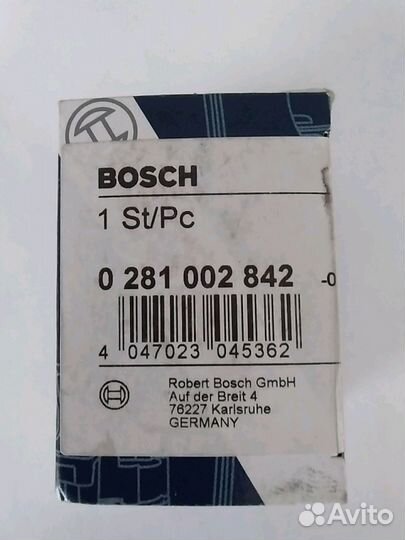 BOSCH
1 St/Pc
0 281 002 842 -0
4 047023 045362
Robert Bosch GmbH
Auf der Breit 4
76227 Karlsruhe
GERMANY
Avito